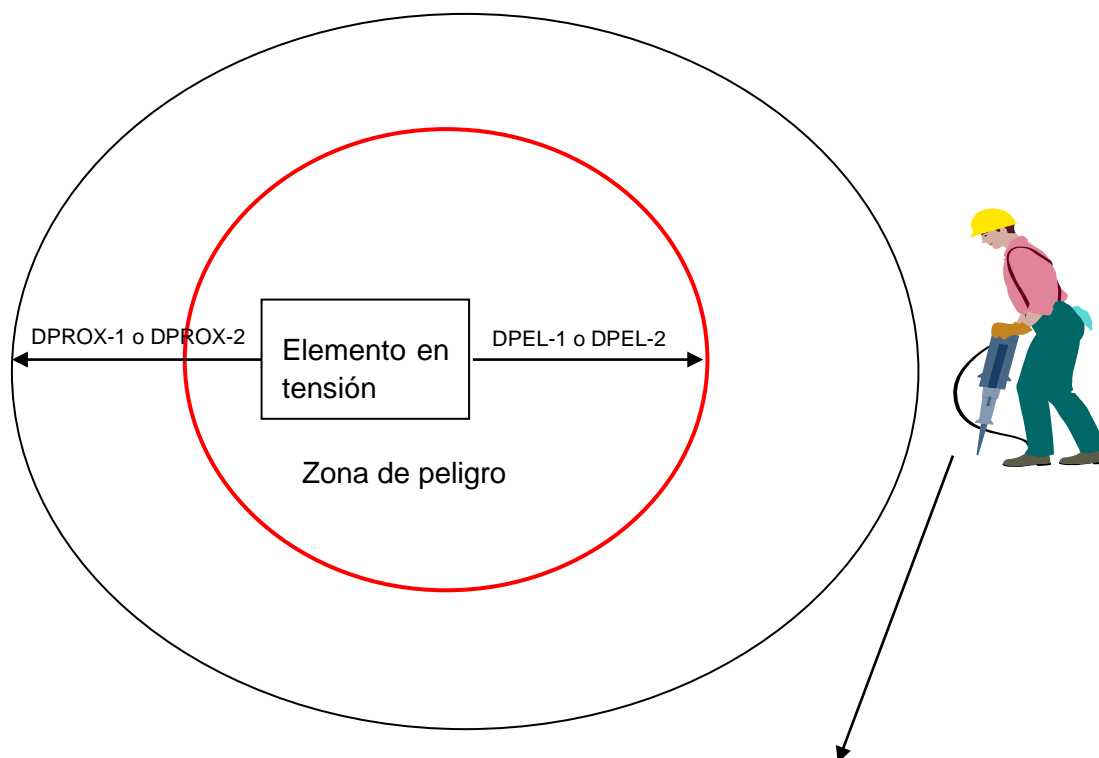 DPROX-1 o DPROX-2
Elemento en
tensión
DPEL-1 o DPEL-2
Zona de peligro